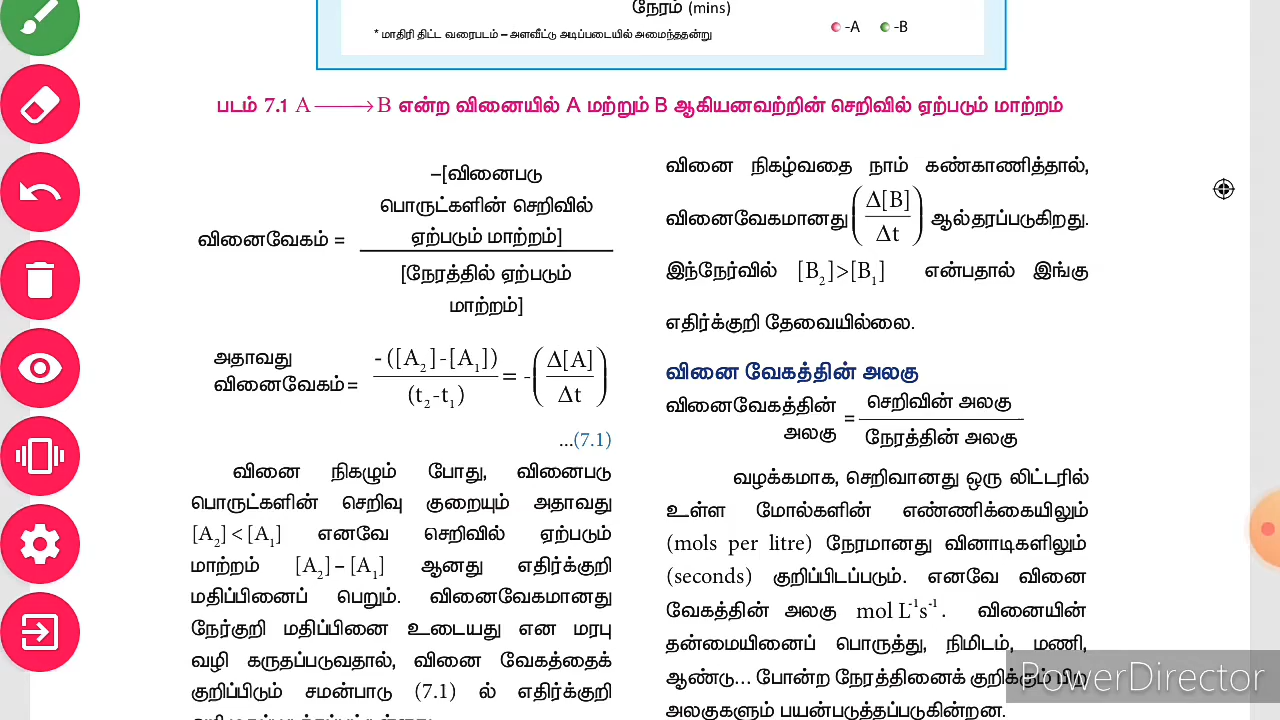 நேரம் (mins)
* மாதிரி திட்ட வரைபடம் – அளவீட்டு அடிப்படையில் அமைந்ததன்று
-A -B
படம் 7.1 A ⟶ B என்ற வினையில் A மற்றும் B ஆகியனவற்றின் செறிவில் ஏற்படும் மாற்றம்
–[வினைபடு
பொருட்களின் செறிவில்
ஏற்படும் மாற்றம்]
வினைவேகம் =
[நேரத்தில் ஏற்படும்
மாற்றம்]
அதாவது
வினைவேகம் = - ([A₂] - [A₁]) / (t₂ - t₁) = - (Δ[A] / Δt)
...(7.1)
வினை நிகழும் போது, வினைபடு
பொருட்களின் செறிவு குறையும் அதாவது
[A₂] < [A₁] எனவே செறிவில் ஏற்படும்
மாற்றம் [A₂] – [A₁] ஆனது எதிர்க்குறி
மதிப்பினைப் பெறும். வினைவேகமானது
நேர்குறி மதிப்பினை உடையது என மரபு
வழி கருதப்படுவதால், வினை வேகத்தைக்
குறிப்பிடும் சமன்பாடு (7.1) ல் எதிர்க்குறி
வினை நிகழ்வதை நாம் கண்காணித்தால்,
வினைவேகமானது (Δ[B] / Δt) ஆல்தரப்படுகிறது.
இந்நேர்வில் [B₂]>[B₁] என்பதால் இங்கு
எதிர்க்குறி தேவையில்லை.
வினை வேகத்தின் அலகு
வினைவேகத்தின்
அலகு = செறிவின் அலகு / நேரத்தின் அலகு
வழக்கமாக, செறிவானது ஒரு லிட்டரில்
உள்ள மோல்களின் எண்ணிக்கையிலும்
(mols per litre) நேரமானது வினாடிகளிலும்
(seconds) குறிப்பிடப்படும். எனவே வினை
வேகத்தின் அலகு mol L⁻¹s⁻¹. வினையின்
தன்மையினைப் பொருத்து, நிமிடம், மணி,
ஆண்டு... போன்ற நேரத்தினைக் குறிக்கும் பிற
அலகுகளும் பயன்படுத்தப்படுகின்றன.
PowerDirector